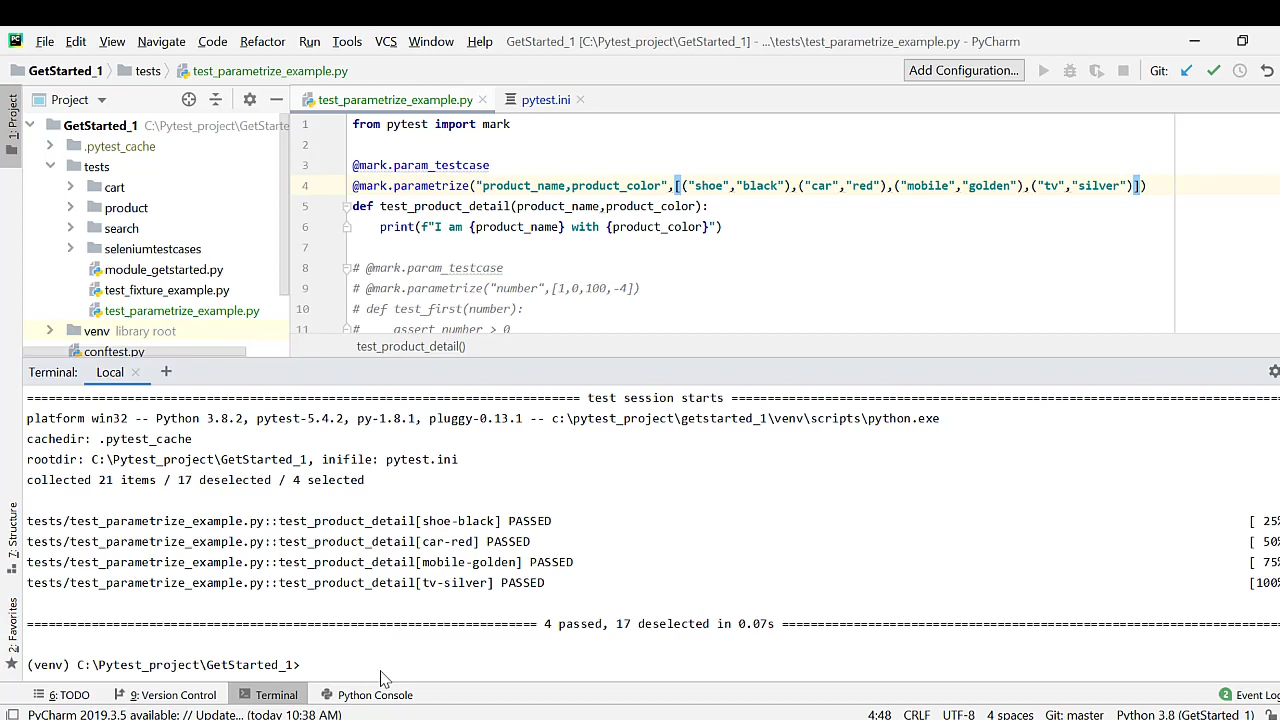 PC File Edit View Navigate Code Refactor Run Tools VCS Window Help GetStarted_1 [C:\Pytest_project\GetStarted_1] - ...\tests\test_parametrize_example.py - PyCharm
GetStarted_1 tests test_parametrize_example.py Add Configuration... Git:
1: Project
Project test_parametrize_example.py pytest.ini
GetStarted_1 C:\Pytest_project\GetStarte
.pytest_cache
tests
cart
product
search
seleniumtestcases
module_getstarted.py
test_fixture_example.py
test_parametrize_example.py
venv library root
conftest.py
1 from pytest import mark
2
3 @mark.param_testcase
4 @mark.parametrize("product_name,product_color",[("shoe","black"),("car","red"),("mobile","golden"),("tv","silver")])
5 def test_product_detail(product_name,product_color):
6 print(f"I am {product_name} with {product_color}")
7
8 # @mark.param_testcase
9 # @mark.parametrize("number",[1,0,100,-4])
10 # def test_first(number):
11 # assert number > 0
test_product_detail()
Terminal: Local +
============================================================================ test session starts ============================================================================
platform win32 -- Python 3.8.2, pytest-5.4.2, py-1.8.1, pluggy-0.13.1 -- c:\pytest_project\getstarted_1\venv\scripts\python.exe
cachedir: .pytest_cache
rootdir: C:\Pytest_project\GetStarted_1, inifile: pytest.ini
collected 21 items / 17 deselected / 4 selected
tests/test_parametrize_example.py::test_product_detail[shoe-black] PASSED [ 25%
tests/test_parametrize_example.py::test_product_detail[car-red] PASSED [ 50%
tests/test_parametrize_example.py::test_product_detail[mobile-golden] PASSED [ 75%
tests/test_parametrize_example.py::test_product_detail[tv-silver] PASSED [100%
====================================================================== 4 passed, 17 deselected in 0.07s ======================================================================
(venv) C:\Pytest_project\GetStarted_1>
7: Structure
2: Favorites
6: TODO 9: Version Control Terminal Python Console 2 Event Log
PyCharm 2019.3.5 available: // Update... (today 10:38 AM) 4:48 CRLF UTF-8 4 spaces Git: master Python 3.8 (GetStarted_1)